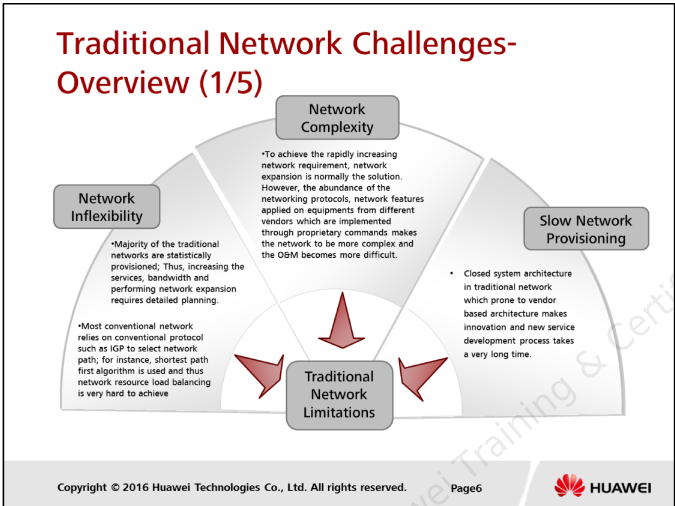 Traditional Network Challenges-
Overview (1/5)
Network
Complexity
•To achieve the rapidly increasing
network requirement, network
expansion is normally the solution.
However, the abundance of the
networking protocols, network features
applied on equipments from different
vendors which are implemented
through proprietary commands makes
the network to be more complex and
the O&M becomes more difficult.
Network
Inflexibility
•Majority of the traditional
networks are statistically
provisioned; Thus, increasing the
services, bandwidth and
performing network expansion
requires detailed planning.
•Most conventional network
relies on conventional protocol
such as IGP to select network
path; for instance, shortest path
first algorithm is used and thus
network resource load balancing
is very hard to achieve
Slow Network
Provisioning
• Closed system architecture
in traditional network
which prone to vendor
based architecture makes
innovation and new service
development process takes
a very long time.
Traditional
Network
Limitations
Training &
Copyright © 2016 Huawei Technologies Co., Ltd. All rights reserved.
Page6
HUAWEI